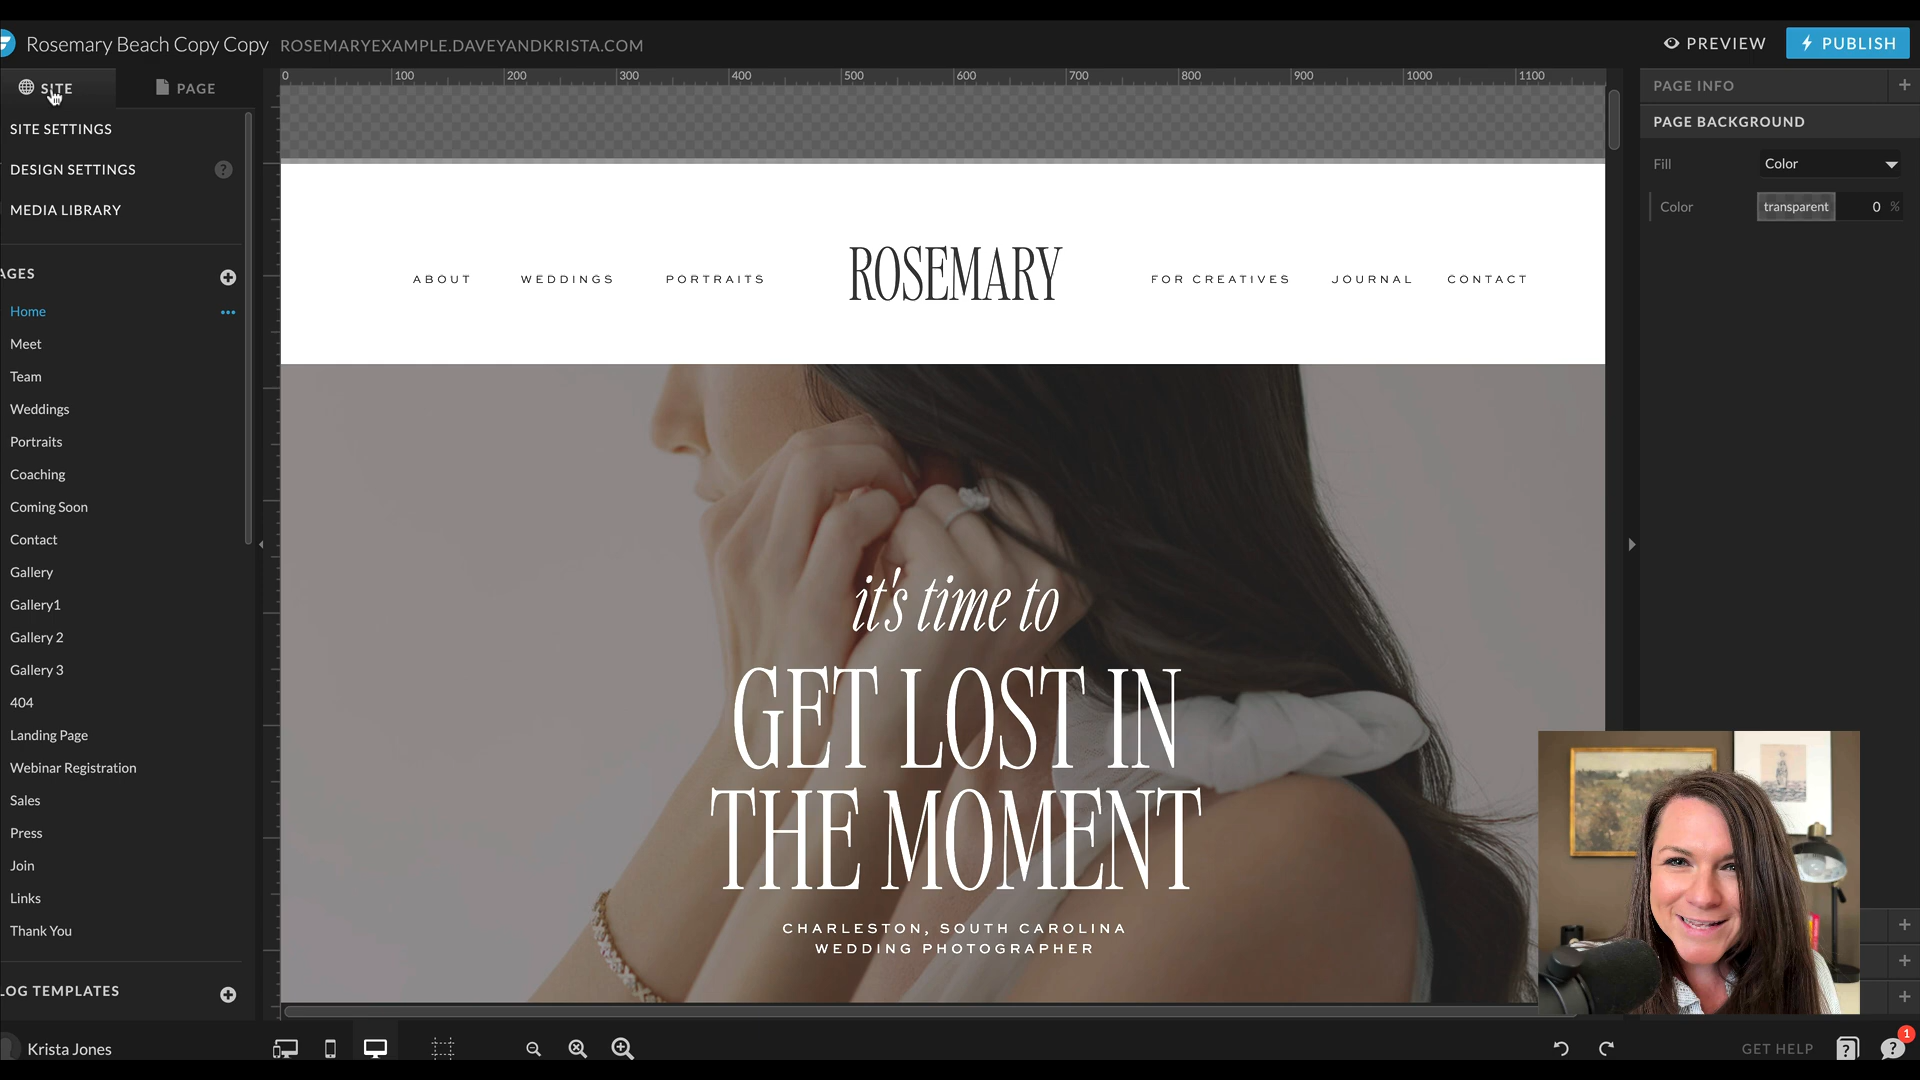 Rosemary Beach Copy Copy ROSEMARYEXAMPLE.DAVEYANDKRISTA.COM
PREVIEW
PUBLISH
SITE
PAGE
SITE SETTINGS
DESIGN SETTINGS ?
MEDIA LIBRARY
AGES
Home
Meet
Team
Weddings
Portraits
Coaching
Coming Soon
Contact
Gallery
Gallery1
Gallery 2
Gallery 3
404
Landing Page
Webinar Registration
Sales
Press
Join
Links
Thank You
LOG TEMPLATES
Krista Jones
0 100 200 300 400 500 600 700 800 900 1000 1100
ABOUT WEDDINGS PORTRAITS ROSEMARY FOR CREATIVES JOURNAL CONTACT
it's time to
GET LOST IN
THE MOMENT
CHARLESTON, SOUTH CAROLINA
WEDDING PHOTOGRAPHER
PAGE INFO
PAGE BACKGROUND
Fill Color
Color transparent 0 %
GET HELP ? ? 1